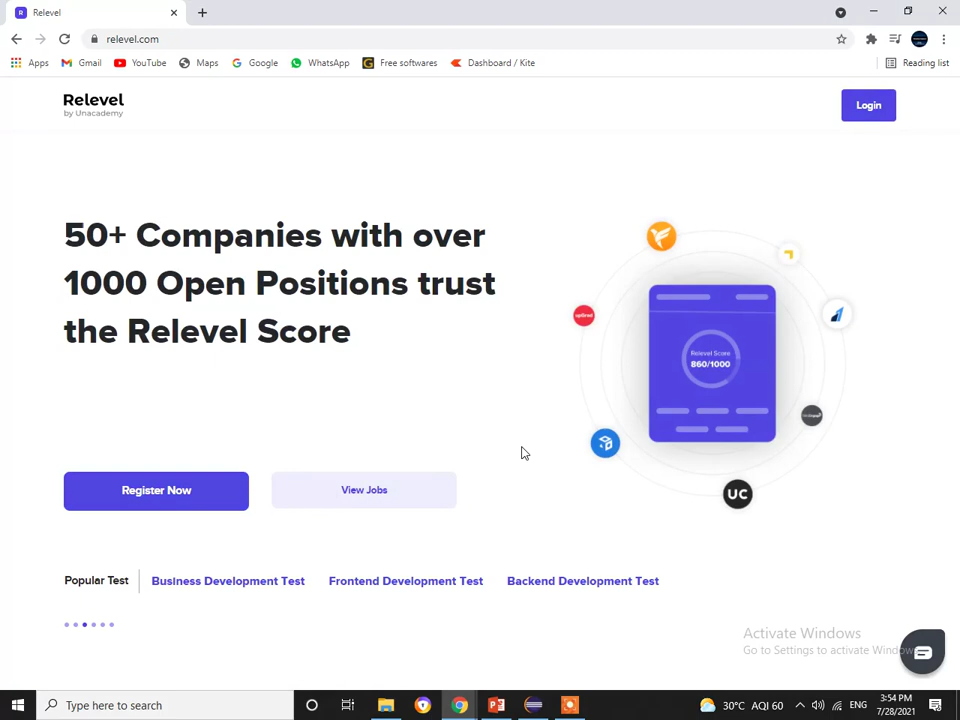 Relevel
relevel.com
Apps
Gmail
YouTube
Maps
Google
WhatsApp
Free softwares
Dashboard / Kite
Reading list
Relevel
by Unacademy
Login
50+ Companies with over
1000 Open Positions trust
the Relevel Score
Relevel Score
860/1000
UC
Register Now
View Jobs
Popular Test
Business Development Test
Frontend Development Test
Backend Development Test
Activate Windows
Go to Settings to activate Windows
Type here to search
30°C AQI 60
ENG
3:54 PM
7/28/2021